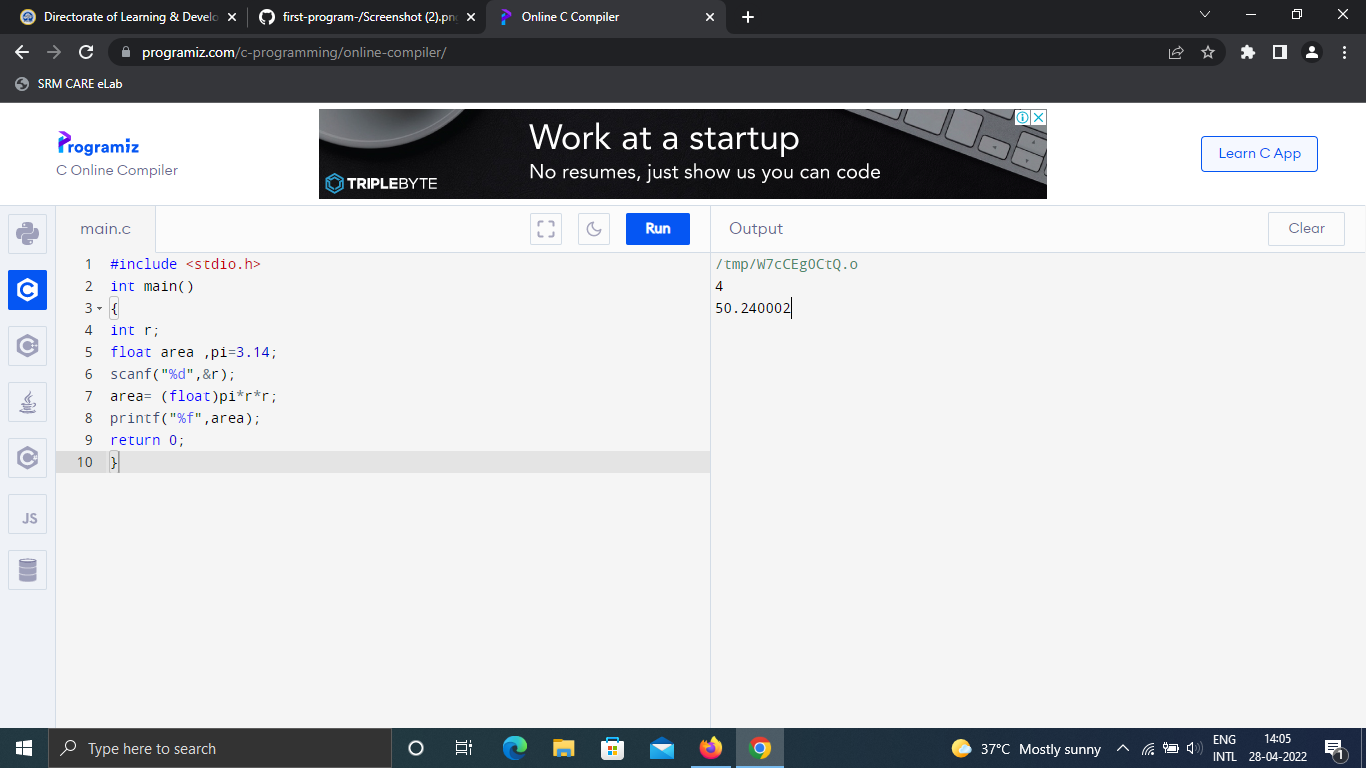 Directorate of Learning & Develo
first-program-/Screenshot (2).pn
Online C Compiler
programiz.com/c-programming/online-compiler/
SRM CARE eLab
Programiz
C Online Compiler
Work at a startup
No resumes, just show us you can code
TRIPLEBYTE
Learn C App
main.c
Run
Output
Clear
1 #include <stdio.h>
2 int main()
3 {
4 int r;
5 float area ,pi=3.14;
6 scanf("%d",&r);
7 area= (float)pi*r*r;
8 printf("%f",area);
9 return 0;
10 }
/tmp/W7cCEgOCtQ.o
4
50.240002
JS
Type here to search
37°C Mostly sunny
ENG
INTL
14:05
28-04-2022
1